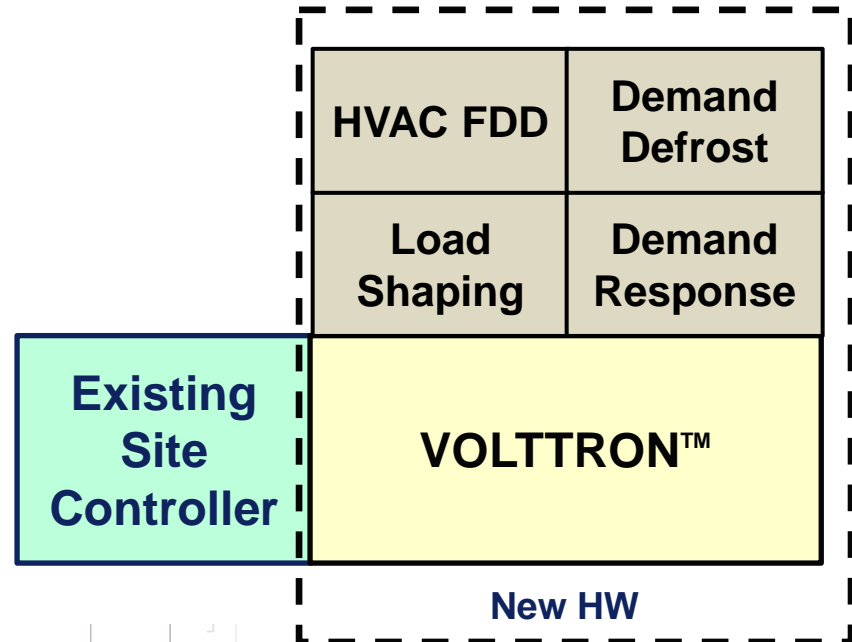 HVAC FDD
Demand
Defrost
Load
Shaping
Demand
Response
Existing
Site
Controller
VOLTTRON™
New HW